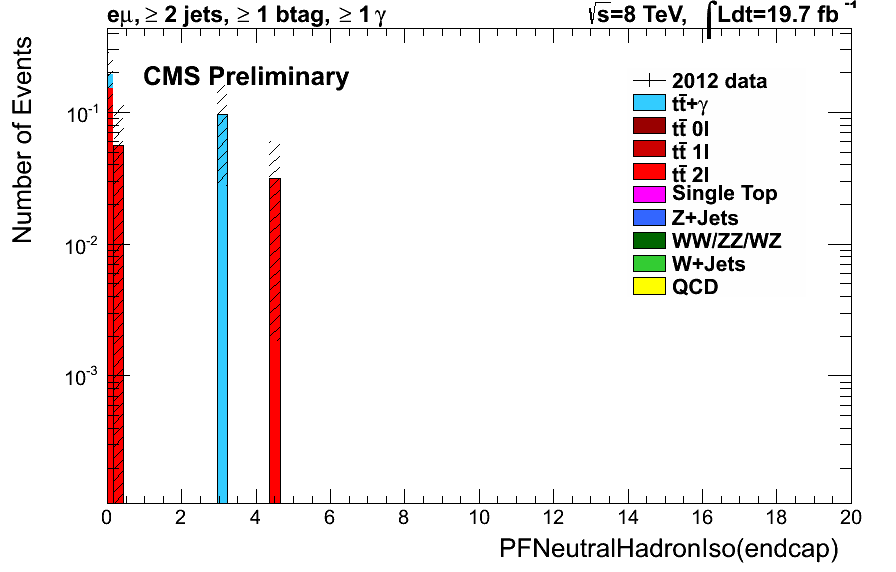 eμ, ≥ 2 jets, ≥ 1 btag, ≥ 1 γ
√s=8 TeV, ∫Ldt=19.7 fb⁻¹
CMS Preliminary
2012 data
tt̄+γ
tt̄ 0l
tt̄ 1l
tt̄ 2l
Single Top
Z+Jets
WW/ZZ/WZ
W+Jets
QCD
Number of Events
10⁻¹
10⁻²
10⁻³
0 2 4 6 8 10 12 14 16 18 20
PFNeutralHadronIso(endcap)